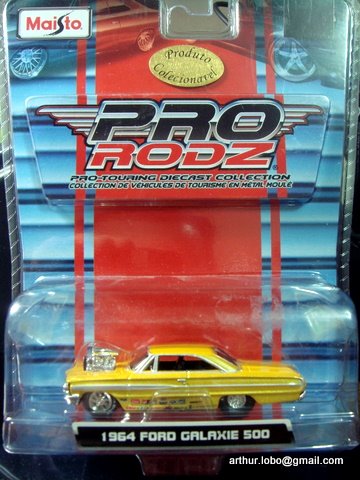 Maisto
Produto
Colecionável
PRO
RODZ
PRO-TOURING DIECAST COLLECTION
COLLECTION DE VÉHICULES DE TOURISME EN MÉTAL MOULÉ
1964 FORD GALAXIE 500
arthur.lobo@gmail.com